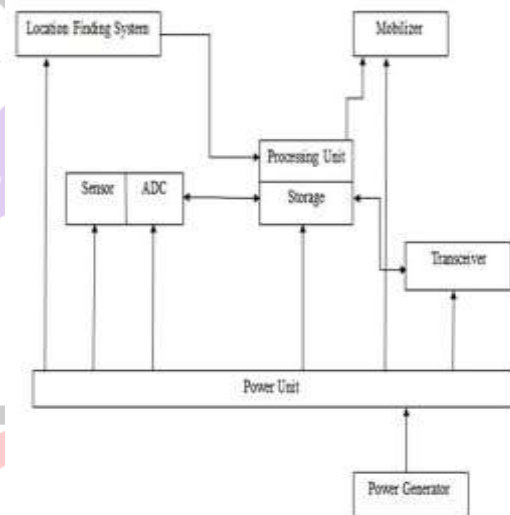 Location Finding System
Mobilizer
Processing Unit
Sensor
ADC
Storage
Transceiver
Power Unit
Power Generator